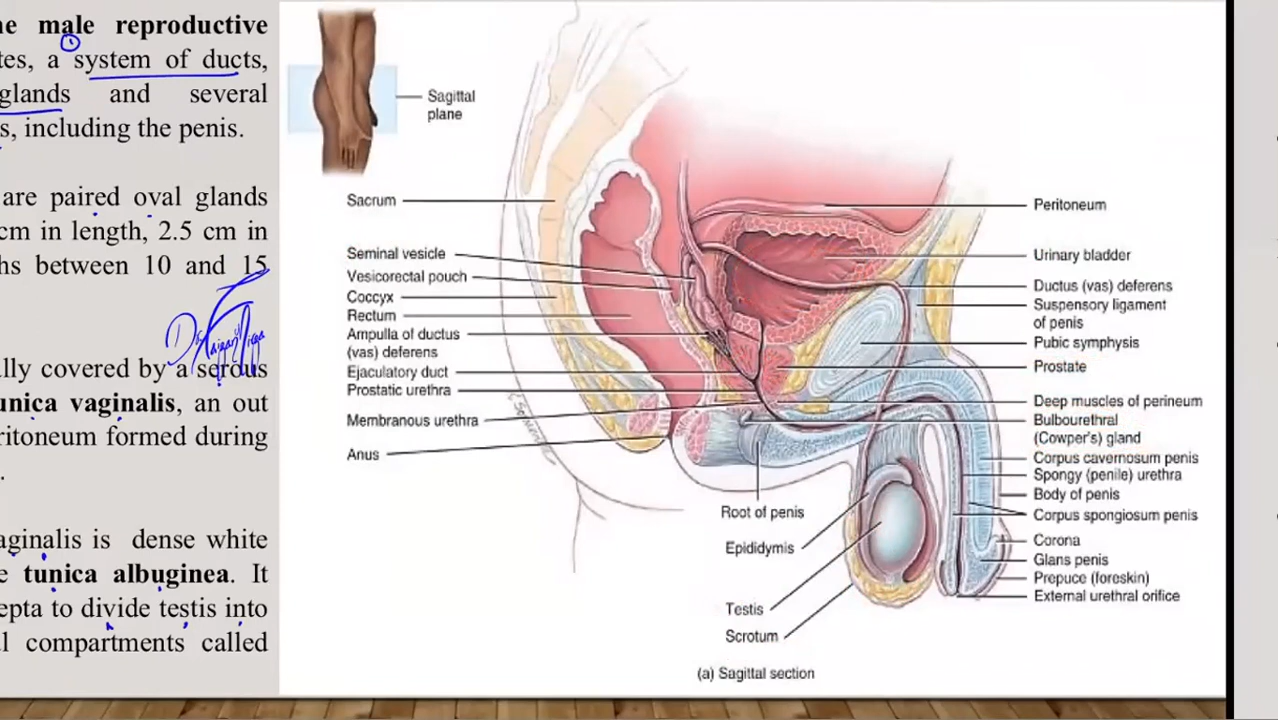 ne male reproductive
tes, a system of ducts,
glands and several
s, including the penis.
are paired oval glands
cm in length, 2.5 cm in
hs between 10 and 15
ally covered by a serous
unica vaginalis, an out
ritoneum formed during
.
aginalis is dense white
e tunica albuginea. It
epta to divide testis into
al compartments called
Sagittal
plane
Sacrum
Seminal vesicle
Vesicorectal pouch
Coccyx
Rectum
Ampulla of ductus
(vas) deferens
Ejaculatory duct
Prostatic urethra
Membranous urethra
Anus
Peritoneum
Urinary bladder
Ductus (vas) deferens
Suspensory ligament
of penis
Pubic symphysis
Prostate
Deep muscles of perineum
Bulbourethral
(Cowper's) gland
Corpus cavernosum penis
Spongy (penile) urethra
Body of penis
Corpus spongiosum penis
Corona
Glans penis
Prepuce (foreskin)
External urethral orifice
Root of penis
Epididymis
Testis
Scrotum
(a) Sagittal section